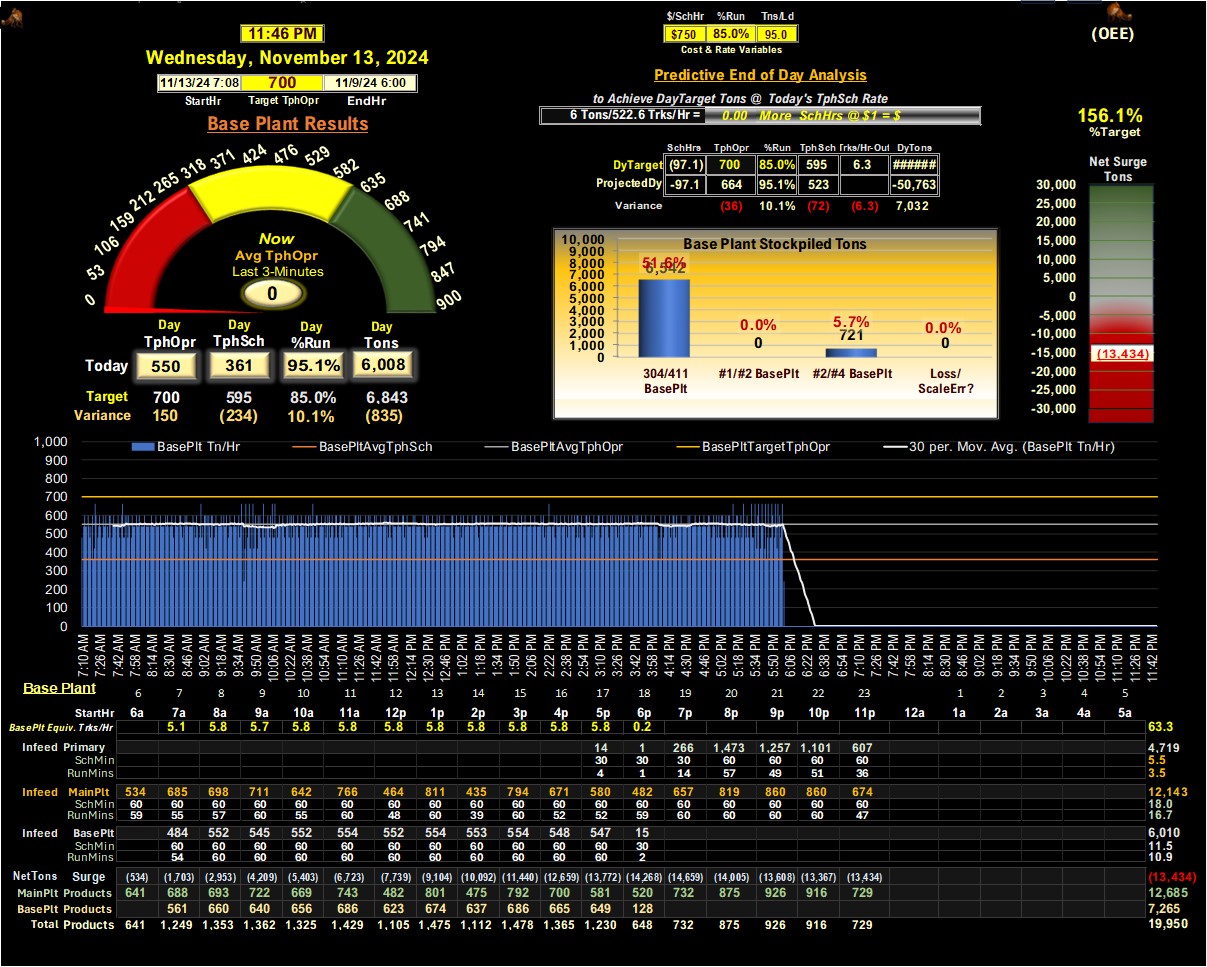 $/SchHr %Run Tns/Ld
11:46 PM
$750 85.0% 95.0
(OEE)
Cost & Rate Variables
Wednesday, November 13, 2024
11/13/24 7:08 700 11/9/24 6:00
StartHr Target TphOpr EndHr
Predictive End of Day Analysis
to Achieve DayTarget Tons @ Today's TphSch Rate
6 Tons/522.6 Trks/Hr = 0.00 More SchHrs @ $1 = $
156.1%
%Target
Base Plant Results
SchHrs TphOpr %Run TphSch Trks/Hr-Out DyTons
DyTarget (97.1) 700 85.0% 595 6.3 ######
ProjectedDy -97.1 664 95.1% 523 -50,763
Variance (36) 10.1% (72) (6.3) 7,032
Net Surge
Tons
30,000
25,000
20,000
15,000
10,000
5,000
0
-5,000
-10,000
-15,000 (13,434)
-20,000
-25,000
-30,000
0 53 106 159 212 265 318 371 424 476 529 582 635 688 741 794 847 900
Now
Avg TphOpr
Last 3-Minutes
0
Base Plant Stockpiled Tons
10,000
9,000
8,000
7,000
6,000
5,000
4,000
3,000
2,000
1,000
0
51.6% 0.0% 5.7% 0.0%
6,542 0 721 0
304/411 #1/#2 BasePlt #2/#4 BasePlt Loss/
BasePlt ScaleErr?
Day Day Day Day
TphOpr TphSch %Run Tons
Today 550 361 95.1% 6,008
Target 700 595 85.0% 6,843
Variance 150 (234) 10.1% (835)
BasePlt Tn/Hr BasePltAvgTphSch BasePltAvgTphOpr BasePltTargetTphOpr 30 per. Mov. Avg. (BasePlt Tn/Hr)
1,000
900
800
700
600
500
400
300
200
100
0
7:10 AM 7:26 AM 7:42 AM 7:58 AM 8:14 AM 8:30 AM 8:46 AM 9:02 AM 9:18 AM 9:34 AM 9:50 AM 10:06 AM 10:22 AM 10:38 AM 10:54 AM 11:10 AM 11:26 AM 11:42 AM 11:58 AM 12:14 PM 12:30 PM 12:46 PM 1:02 PM 1:18 PM 1:34 PM 1:50 PM 2:06 PM 2:22 PM 2:38 PM 2:54 PM 3:10 PM 3:26 PM 3:42 PM 3:58 PM 4:14 PM 4:30 PM 4:46 PM 5:02 PM 5:18 PM 5:34 PM 5:50 PM 6:06 PM 6:22 PM 6:38 PM 6:54 PM 7:10 PM 7:26 PM 7:42 PM 7:58 PM 8:14 PM 8:30 PM 8:46 PM 9:02 PM 9:18 PM 9:34 PM 9:50 PM 10:06 PM 10:22 PM 10:38 PM 10:54 PM 11:10 PM 11:26 PM 11:42 PM
Base Plant 6 7 8 9 10 11 12 13 14 15 16 17 18 19 20 21 22 23 1 2 3 4 5
StartHr 6a 7a 8a 9a 10a 11a 12p 1p 2p 3p 4p 5p 6p 7p 8p 9p 10p 11p 12a 1a 2a 3a 4a 5a
BasePlt Equiv. Trks/Hr 5.1 5.8 5.7 5.8 5.8 5.8 5.8 5.8 5.8 5.8 5.8 0.2 63.3
Infeed Primary 14 1 266 1,473 1,257 1,101 607 4,719
SchMin 30 30 30 60 60 60 60 5.5
RunMins 4 1 14 57 49 51 36 3.5
Infeed MainPlt 534 685 698 711 642 766 464 811 435 794 671 580 482 657 819 860 860 674 12,143
SchMin 60 60 60 60 60 60 60 60 60 60 60 60 60 60 60 60 60 60 18.0
RunMins 59 55 57 60 55 60 48 60 39 60 52 52 59 60 60 60 60 47 16.7
Infeed BasePlt 484 552 545 552 554 552 554 553 554 548 547 15 6,010
SchMin 60 60 60 60 60 60 60 60 60 60 60 30 11.5
RunMins 54 60 60 60 60 60 60 60 60 60 60 2 10.9
NetTons Surge (534) (1,703) (2,953) (4,209) (5,403) (6,723) (7,739) (9,104) (10,092) (11,440) (12,659) (13,772) (14,268) (14,659) (14,005) (13,608) (13,367) (13,434) (13,434)
MainPlt Products 641 688 693 722 669 743 482 801 475 792 700 581 520 732 875 926 916 729 12,685
BasePlt Products 561 660 640 656 686 623 674 637 686 665 649 128 7,265
Total Products 641 1,249 1,353 1,362 1,325 1,429 1,105 1,475 1,112 1,478 1,365 1,230 648 732 875 926 916 729 19,950